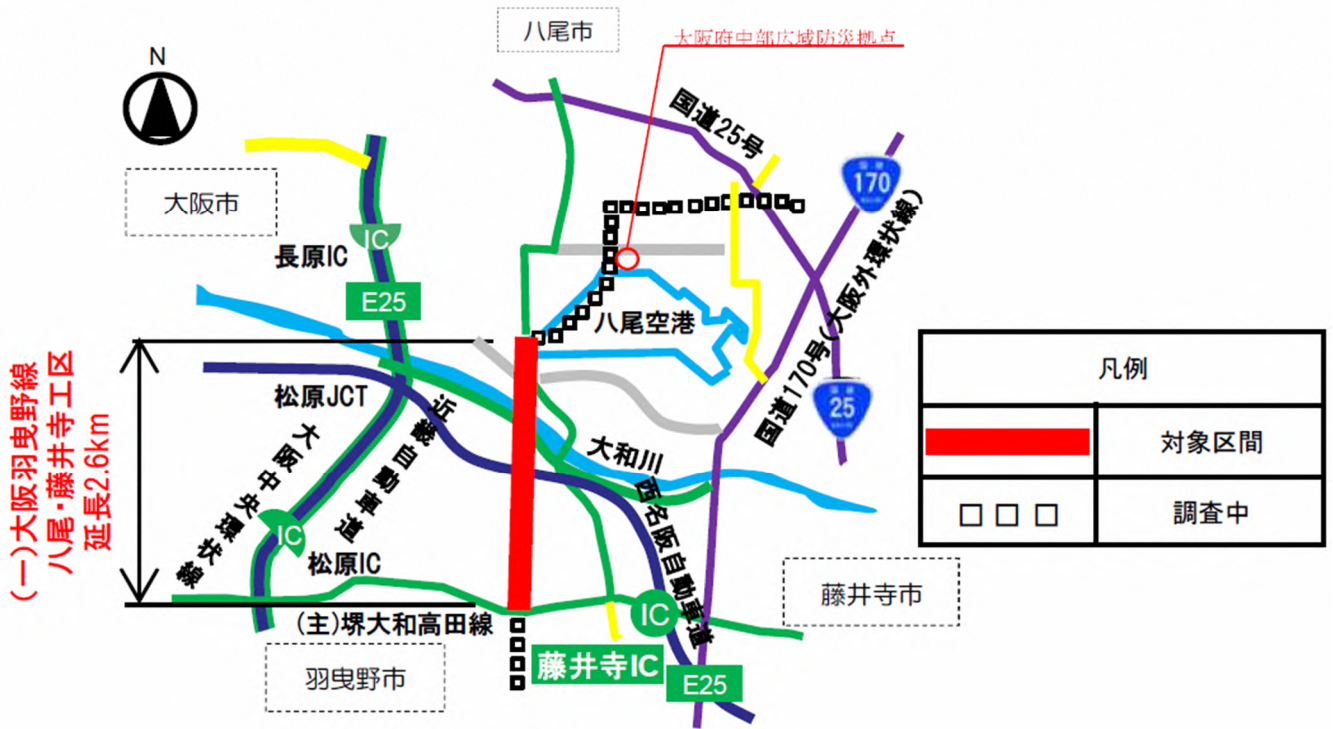 八尾市
大阪府中部広域防災拠点
N
国道25号
170
大阪市
IC
長原IC
E25
八尾空港
国道170号(大阪外環状線)
(一)大阪羽曳野線
八尾・藤井寺工区
延長2.6km
松原JCT
近畿自動車道
大阪中央環状線
25
大和川
西名阪自動車道
IC
松原IC
(主)堺大和高田線
IC
藤井寺市
羽曳野市
藤井寺IC
E25
凡例
対象区間
調査中